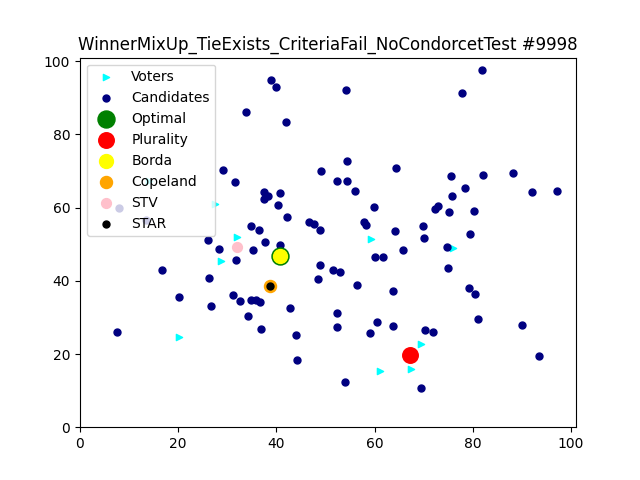 WinnerMixUp_TieExists_CriteriaFail_NoCondorcetTest #9998
100
80
60
40
20
0
Voters
Candidates
Optimal
Plurality
Borda
Copeland
STV
STAR
0 20 40 60 80 100